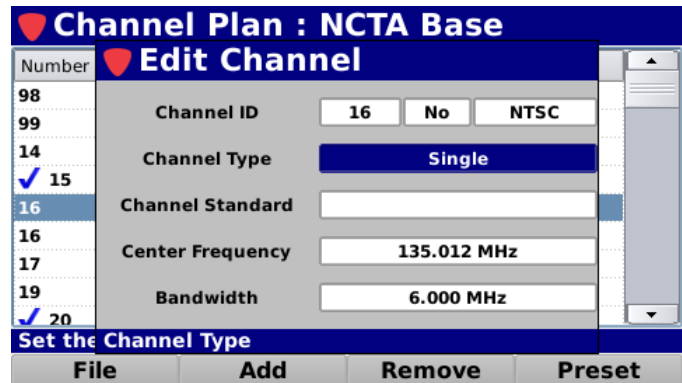 Channel Plan : NCTA Base
Number
Edit Channel
98
99
14
15
16
16
17
19
20
Channel ID 16 No NTSC
Channel Type Single
Channel Standard
Center Frequency 135.012 MHz
Bandwidth 6.000 MHz
Set the Channel Type
File Add Remove Preset